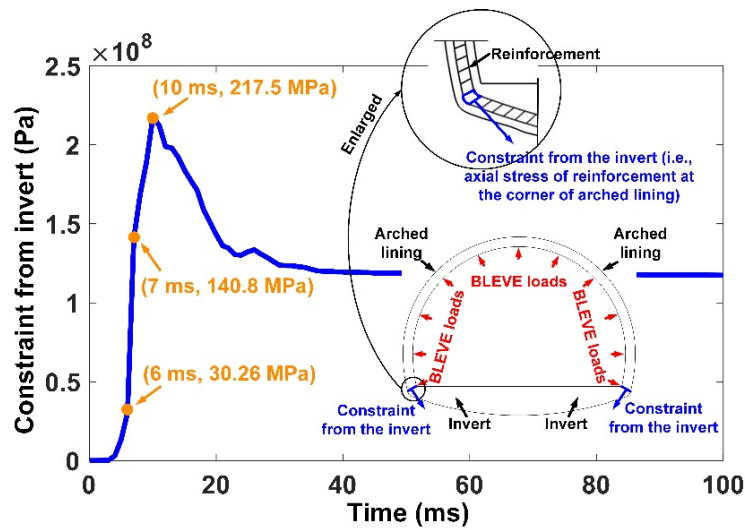 ×10^8
2.5
2
1.5
1
0.5
0
Constraint from invert (Pa)
(10 ms, 217.5 MPa)
(7 ms, 140.8 MPa)
(6 ms, 30.26 MPa)
Enlarged
Reinforcement
Constraint from the invert (i.e.,
axial stress of reinforcement at
the corner of arched lining)
Arched
lining
Arched
lining
BLEVE loads
BLEVE loads
BLEVE loads
Constraint
from the invert
Invert
Invert
Constraint
from the invert
0
20
40
60
80
100
Time (ms)